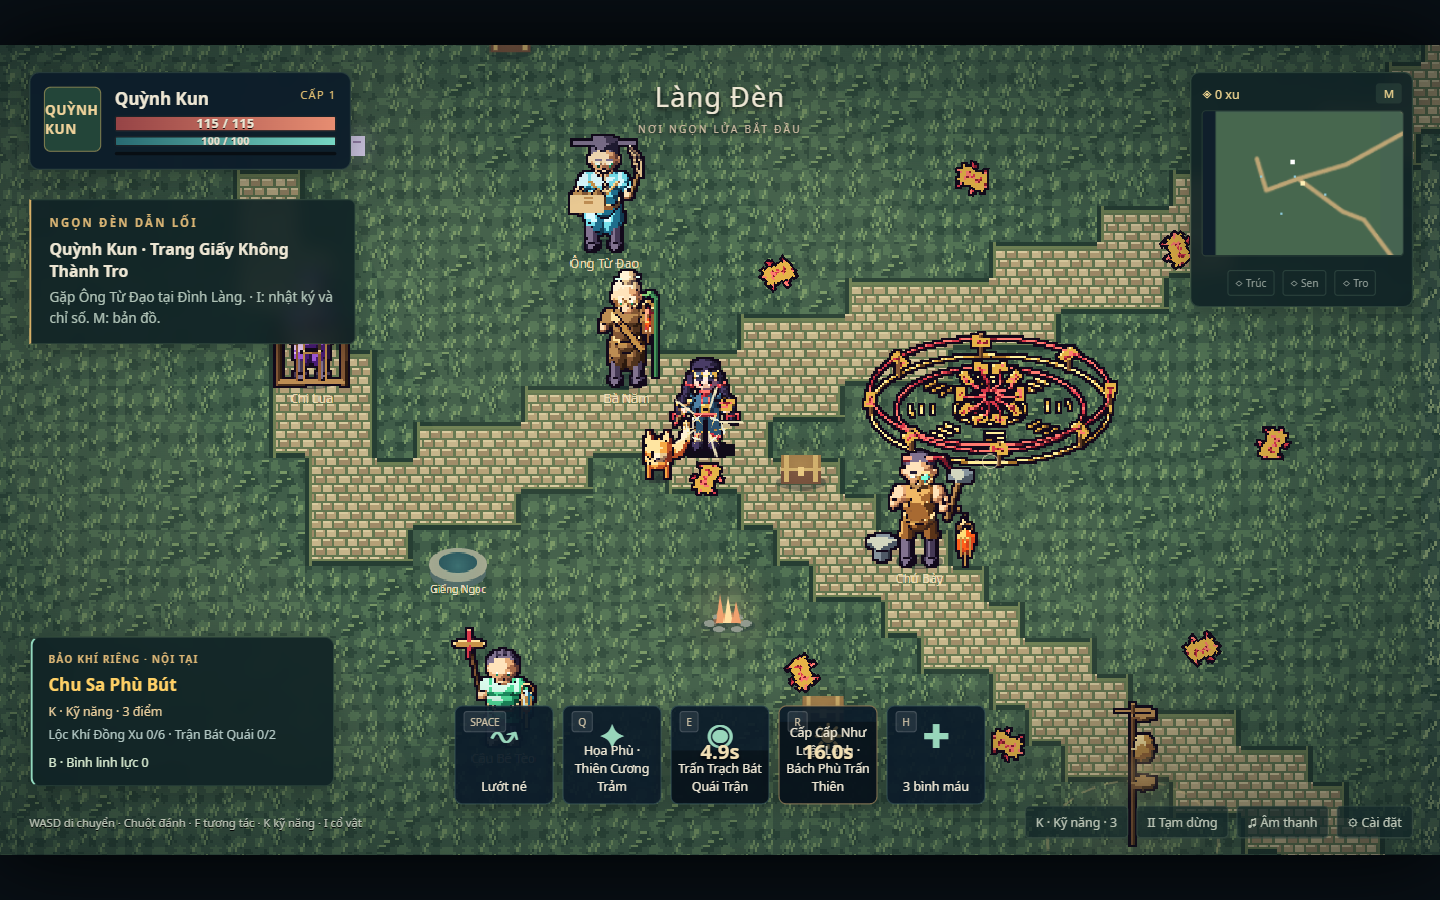 Làng Đèn
NƠI NGỌN LỬA BẮT ĐẦU
QUỲNH KUN
Quỳnh Kun
CẤP 1
115 / 115
100 / 100
NGỌN ĐÈN DẪN LỐI
Quỳnh Kun · Trang Giấy Không
Thành Tro
Gặp Ông Từ Đạo tại Đình Làng. · I: nhật ký và
chỉ số. M: bản đồ.
◈ 0 xu
M
◇ Trúc
◇ Sen
◇ Tro
Ông Từ Đạo
Bà Năm
Chị Lụa
Chú Bảy
Giếng Ngọc
BẢO KHÍ RIÊNG · NỘI TẠI
Chu Sa Phù Bút
K · Kỹ năng · 3 điểm
Lộc Khí Đồng Xu 0/6 · Trận Bát Quái 0/2
B · Bình linh lực 0
SPACE
Lướt né
Q
Họa Phù ·
Thiên Cương
Trảm
E
4.9s
Trấn Trạch Bát
Quái Trận
R
Cấp Cấp Như
16.0s
Bách Phù Trấn
Thiên
H
3 bình máu
WASD di chuyển · Chuột đánh · F tương tác · K kỹ năng · I cổ vật
K · Kỹ năng · 3
II Tạm dừng
♫ Âm thanh
⚙ Cài đặt